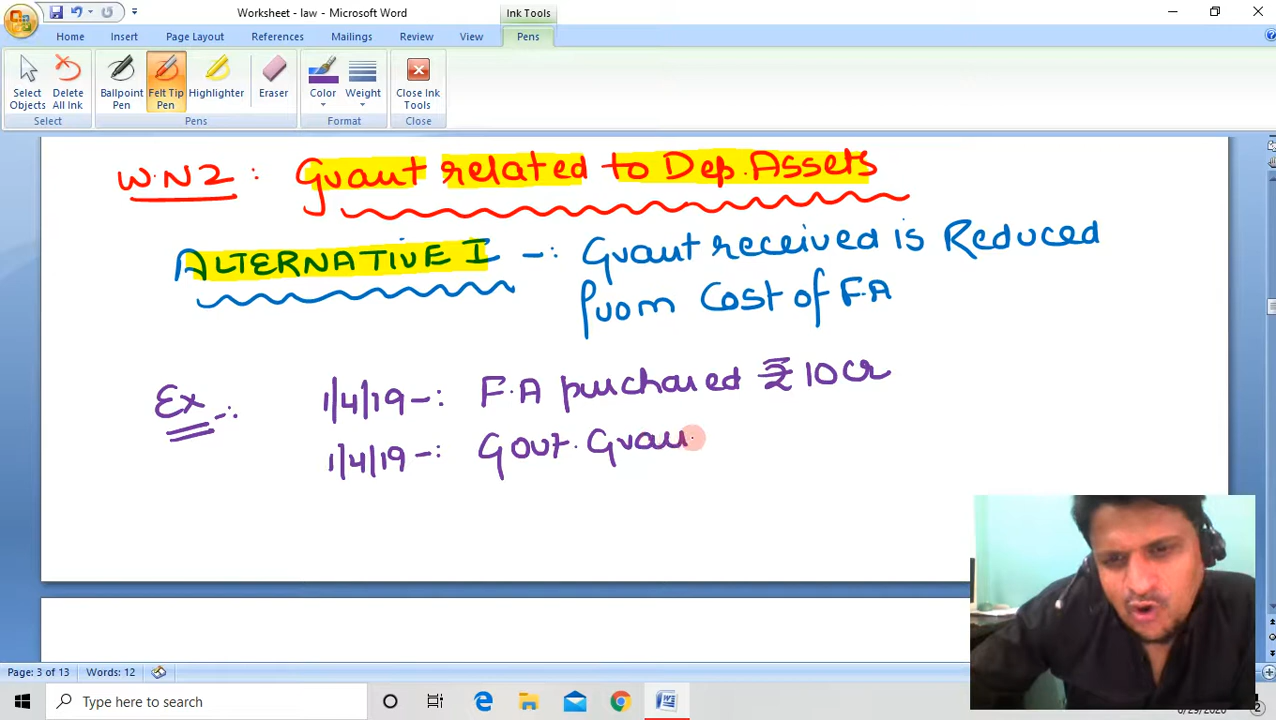 Worksheet - law - Microsoft Word
Ink Tools
Home Insert Page Layout References Mailings Review View Pens
Select Objects
Delete All Ink
Ballpoint Pen
Felt Tip Pen
Highlighter
Eraser
Color
Weight
Close Ink Tools
Select Pens Format Close
W.N 2 : Grant related to Dep. Assets
ALTERNATIVE I -: Grant received is Reduced
from Cost of F.A
Ex -: 1/4/19 -: F.A purchased ₹ 10 Cr
1/4/19 -: Govt. Gran
Page: 3 of 13 Words: 12
Type here to search